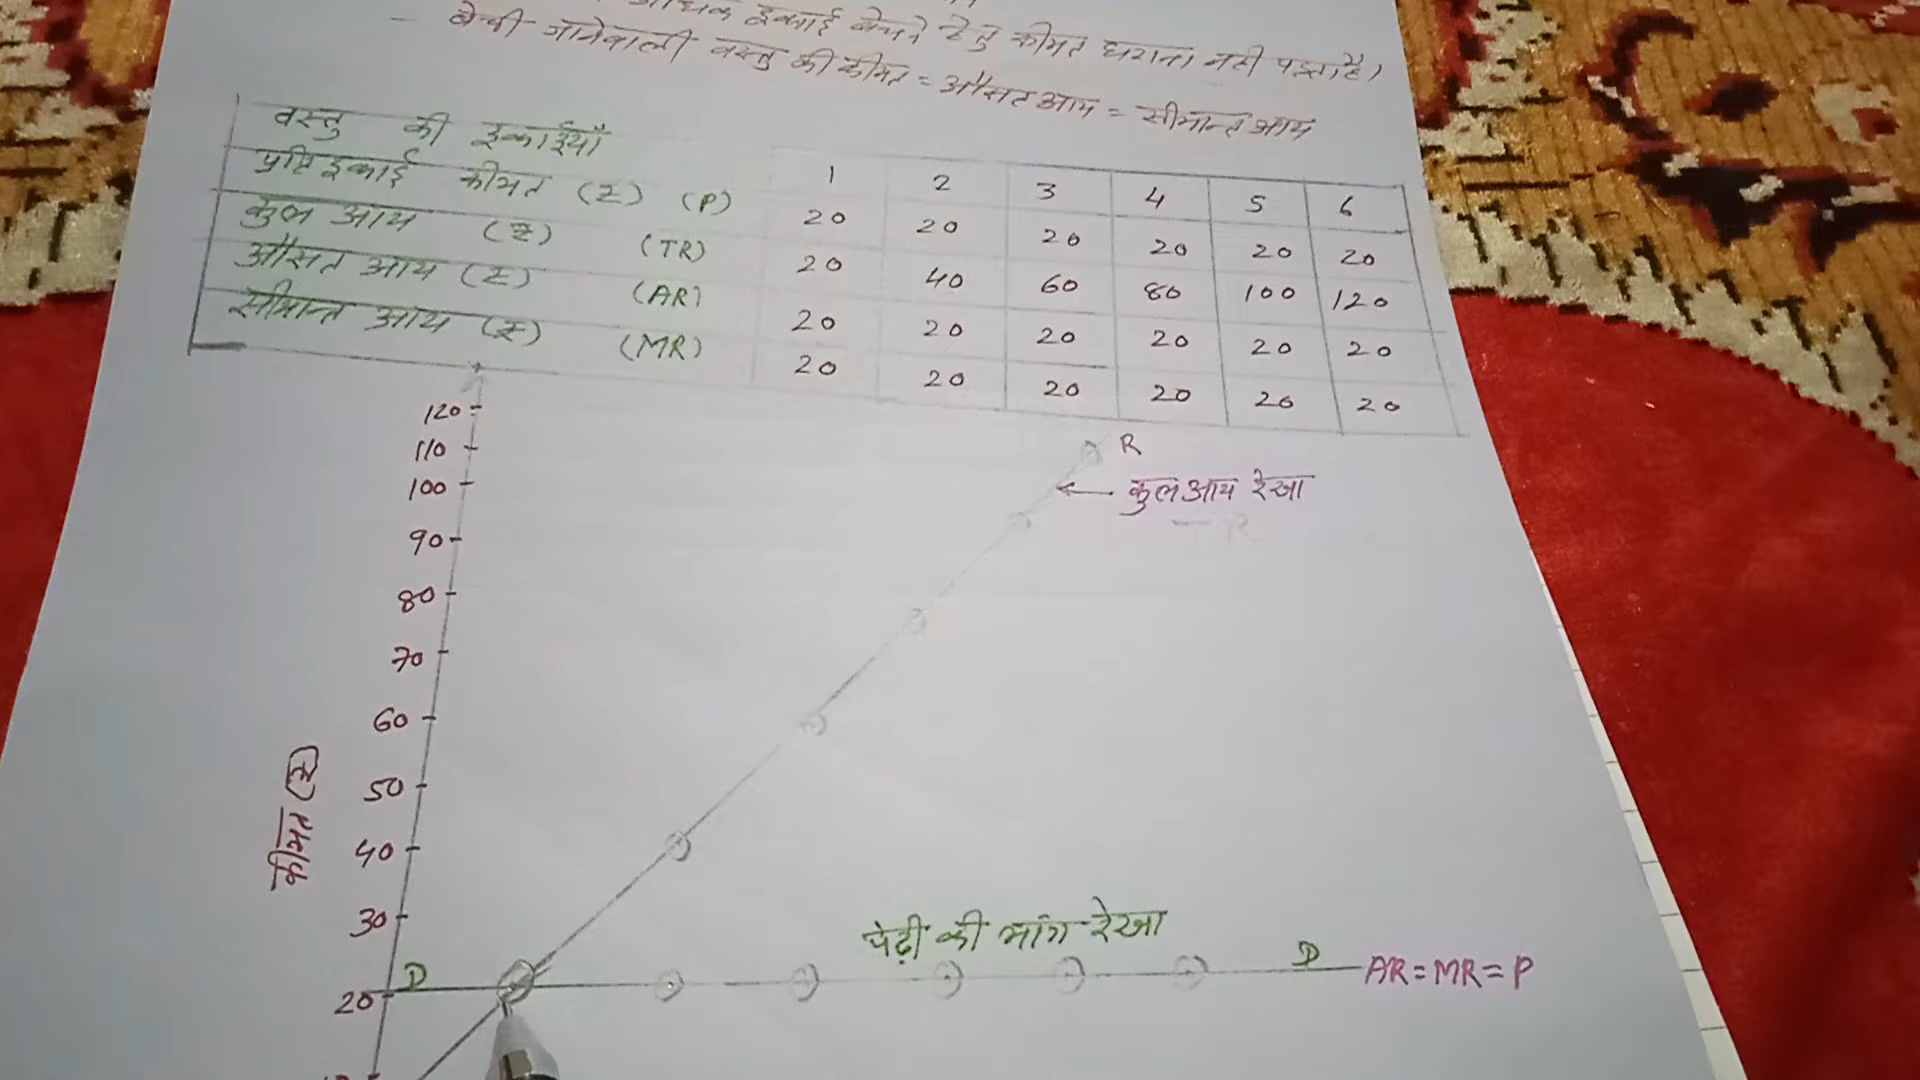 इकाई बेचने हेतु कीमत घटाना नहीं पड़ता है।
- बेची जानेवाली वस्तु की कीमत = औसत आय = सीमान्त आय
वस्तु की इकाईयाँ 1 2 3 4 5 6
प्रति इकाई कीमत (₹) (P) 20 20 20 20 20 20
कुल आय (₹) (TR) 20 40 60 80 100 120
औसत आय (₹) (AR) 20 20 20 20 20 20
सीमान्त आय (₹) (MR) 20 20 20 20 20 20
120
110
R
100
कुल आय रेखा
TR
90
80
70
60
50
कीमत (₹)
40
30
पेढ़ी की मांग रेखा
D
D
AR = MR = P
20